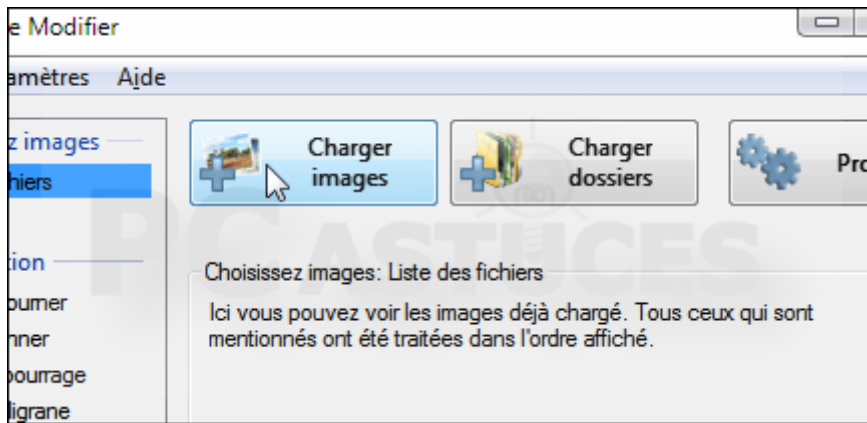 e Modifier
amètres Aide
z images
hiers
Charger
images
Charger
dossiers
Pro
PC ASTUCES
tion
ourner
nner
bourrage
ligrane
Choisissez images: Liste des fichiers
Ici vous pouvez voir les images déjà chargé. Tous ceux qui sont
mentionnés ont été traitées dans l'ordre affiché.